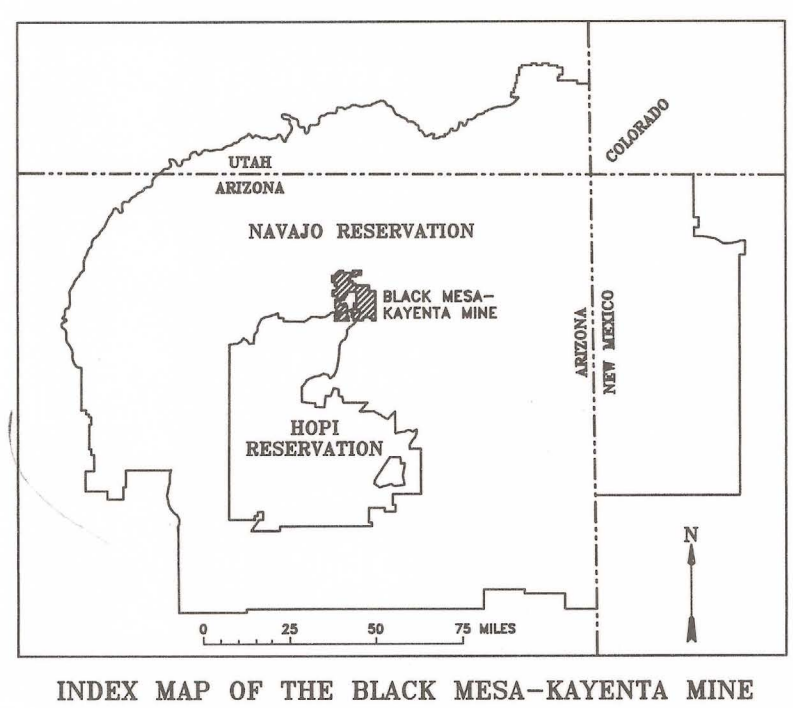 COLORADO
UTAH
ARIZONA
NAVAJO RESERVATION
BLACK MESA-
KAYENTA MINE
ARIZONA
NEW MEXICO
HOPI
RESERVATION
N
0 25 50 75 MILES
INDEX MAP OF THE BLACK MESA-KAYENTA MINE